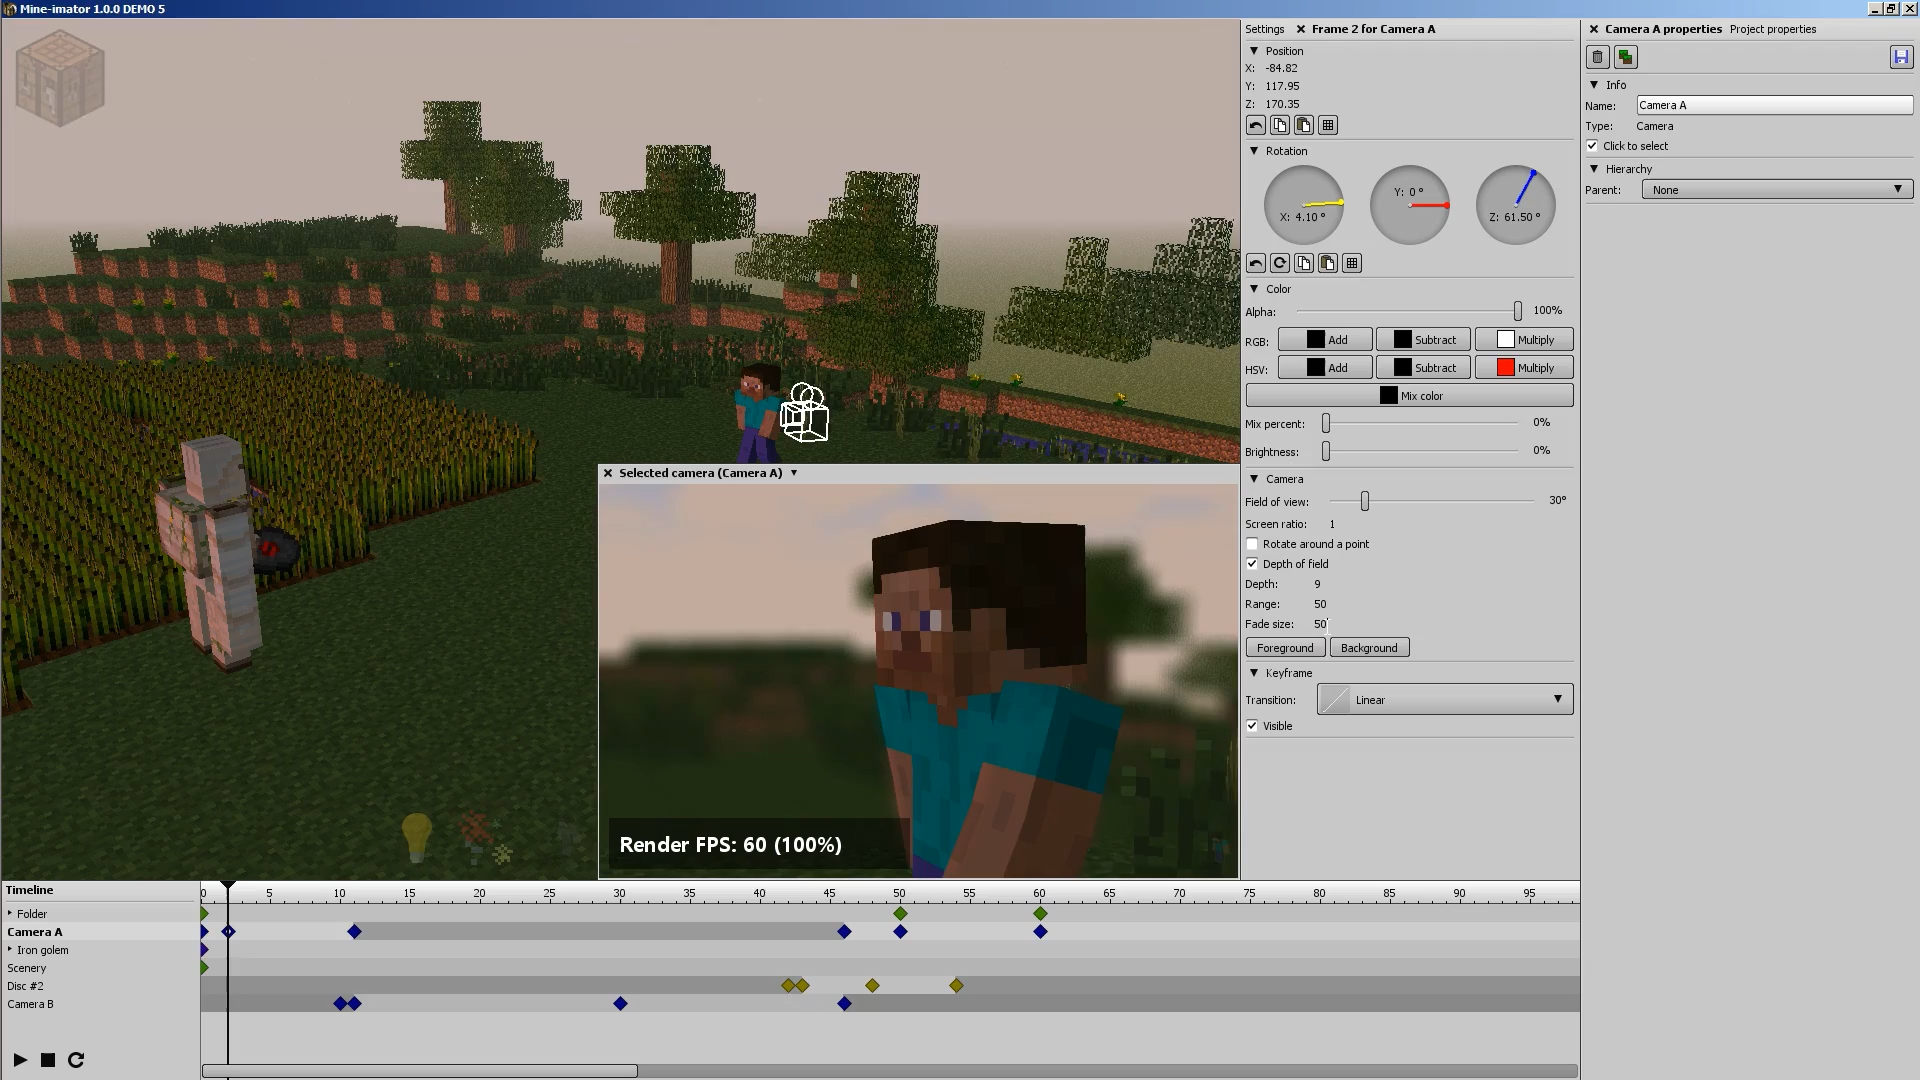 Mine-imator 1.0.0 DEMO 5
Settings
Frame 2 for Camera A
Position
X: -84.82
Y: 117.95
Z: 170.35
Rotation
X: 4.10 °
Y: 0 °
Z: 61.50 °
Color
Alpha: 100%
RGB: Add Subtract Multiply
HSV: Add Subtract Multiply
Mix color
Mix percent: 0%
Brightness: 0%
Camera
Field of view: 30°
Screen ratio: 1
Rotate around a point
Depth of field
Depth: 9
Range: 50
Fade size: 50
Foreground Background
Keyframe
Transition: Linear
Visible
Camera A properties Project properties
Info
Name: Camera A
Type: Camera
Click to select
Hierarchy
Parent: None
Selected camera (Camera A)
Render FPS: 60 (100%)
Timeline
0 5 10 15 20 25 30 35 40 45 50 55 60 65 70 75 80 85 90 95
Folder
Camera A
Iron golem
Scenery
Disc #2
Camera B